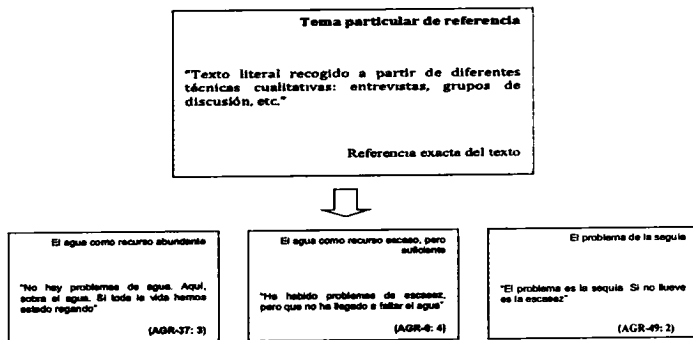 Tema particular de referencia
"Texto literal recogido a partir de diferentes
técnicas cualitativas: entrevistas, grupos de
discusión, etc."
Referencia exacta del texto
El agua como recurso abundante
"No hay problemas de agua. Aquí,
sobra el agua. Si toda la vida hemos
estado regando"
(AGR-37: 3)
El agua como recurso escaso, pero
suficiente
"Ha habido problemas de escasez,
pero que no ha llegado a faltar el agua"
(AGR-6: 4)
El problema de la sequía
"El problema es la sequía. Si no llueve
es la escasez"
(AGR-49: 2)